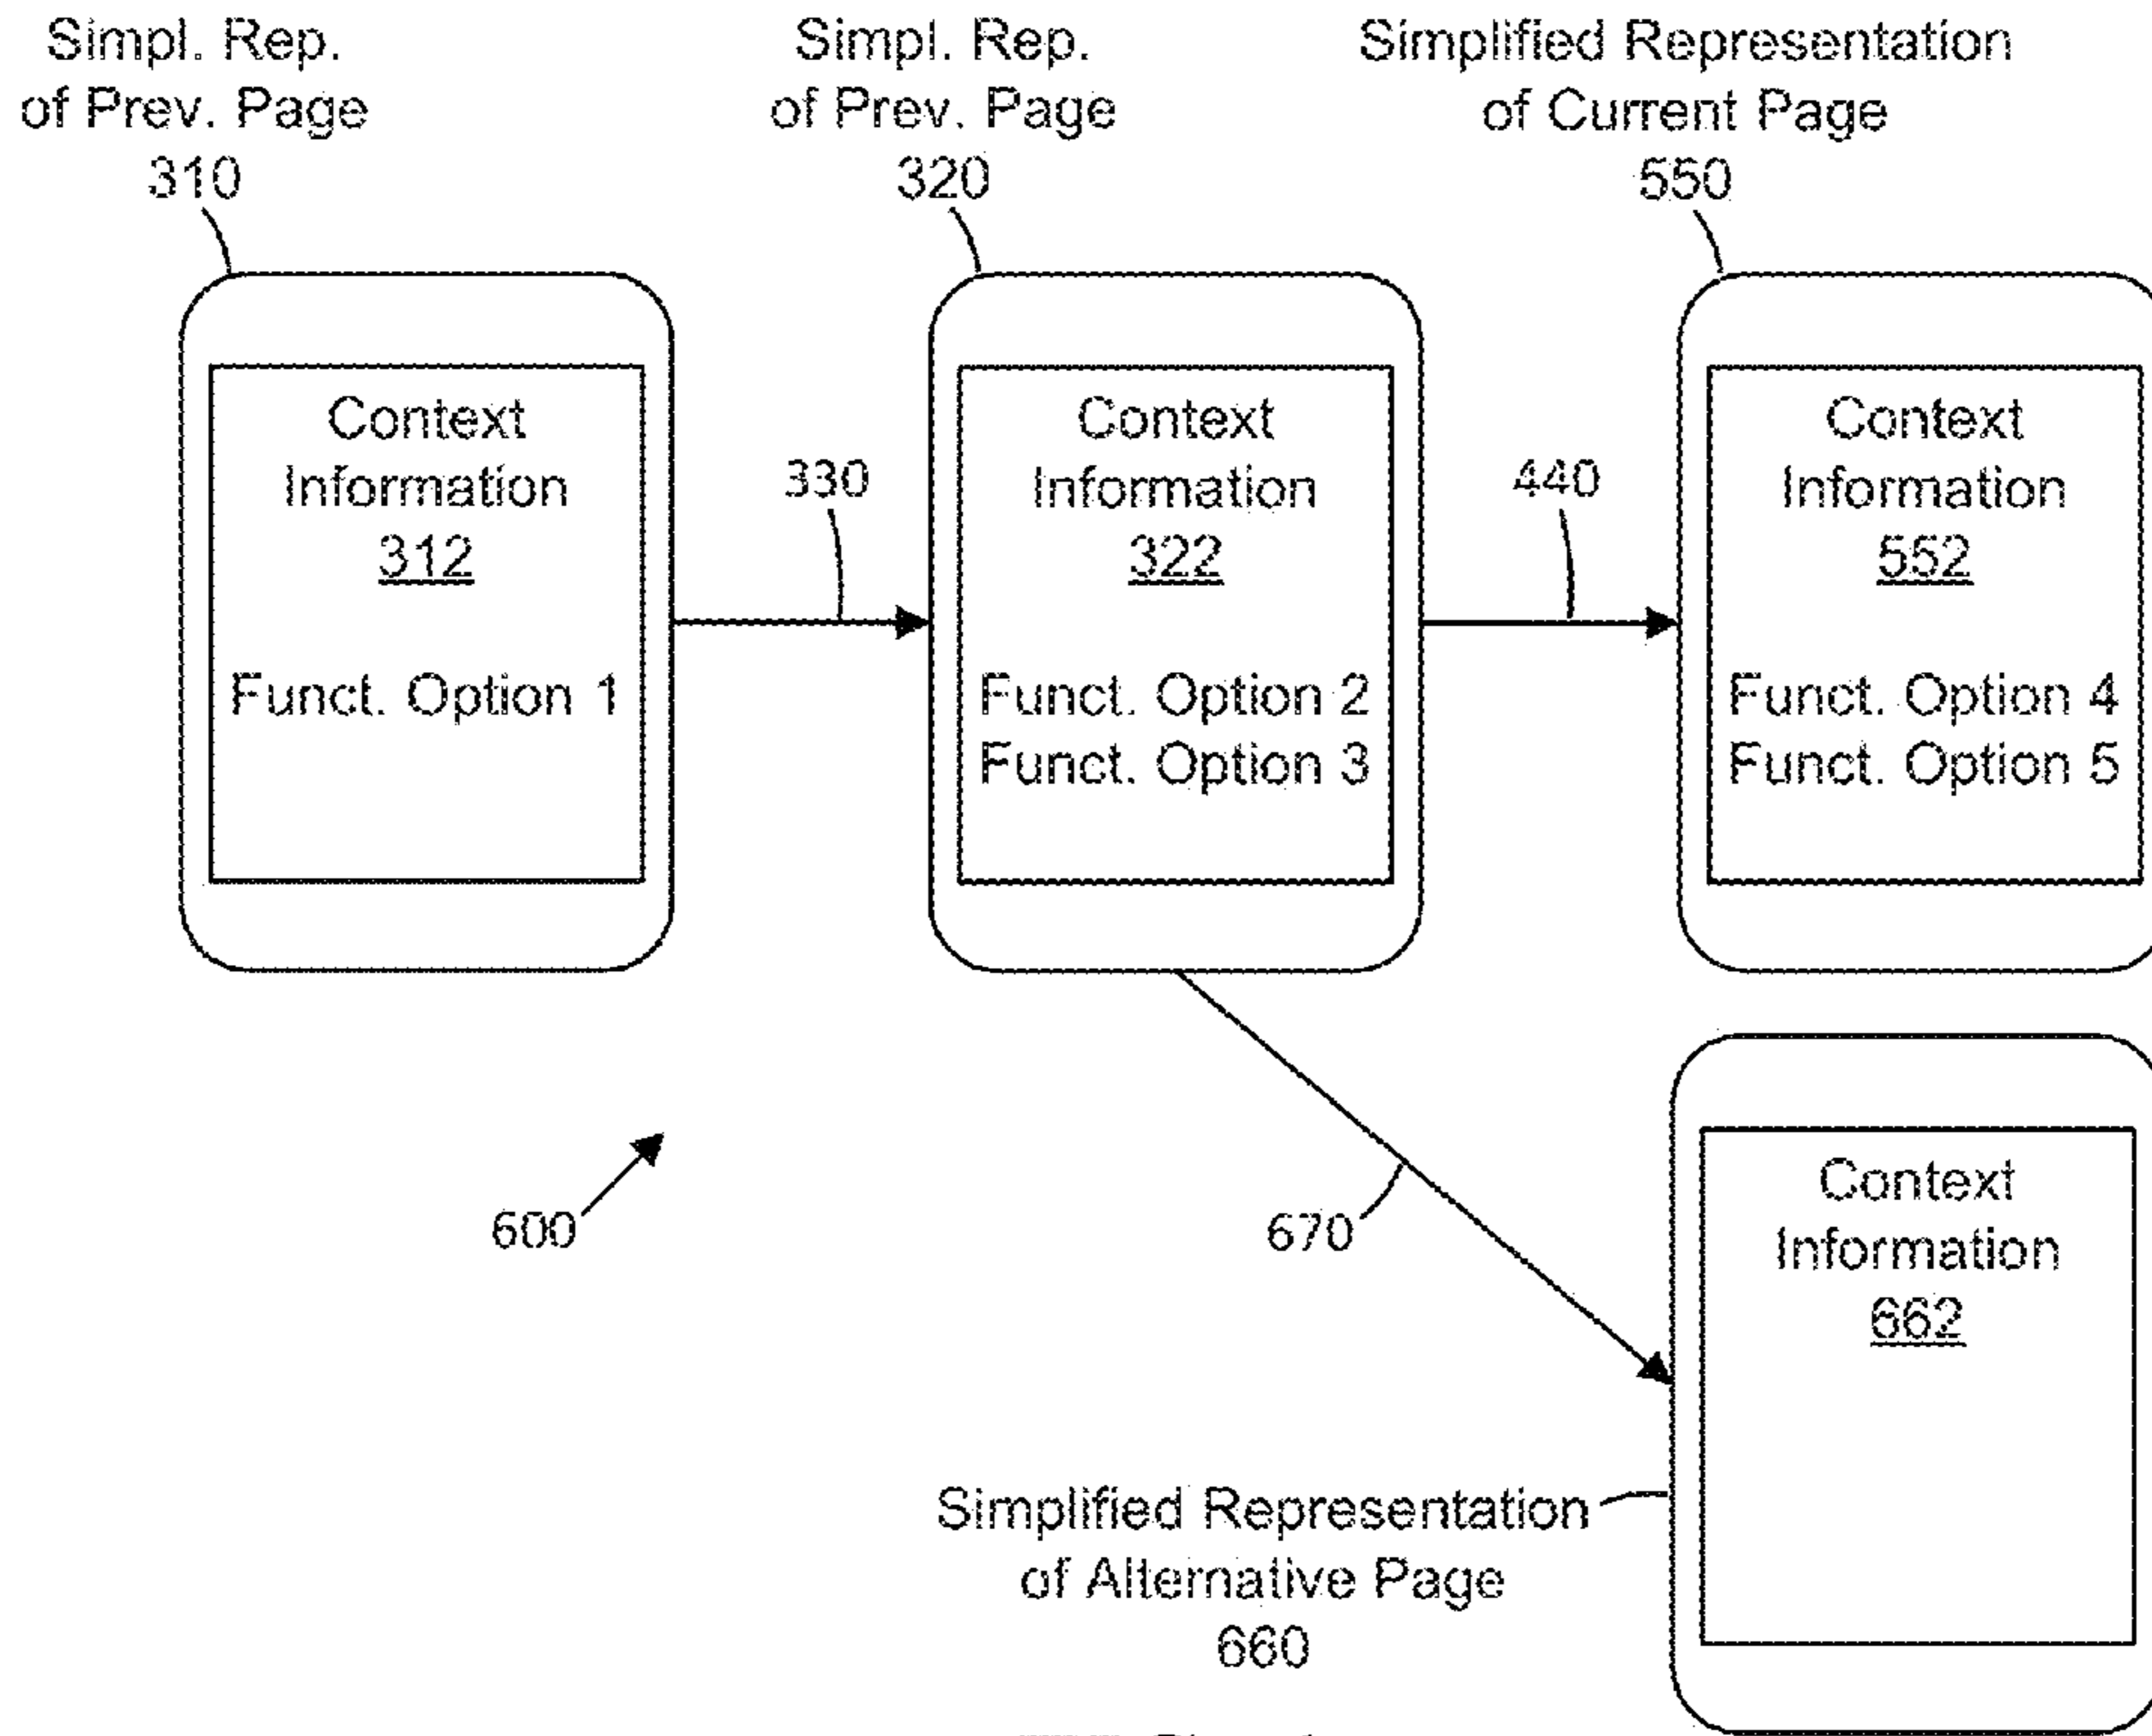 Simpl. Rep.
of Prev. Page
310
Simpl. Rep.
of Prev. Page
320
Simplified Representation
of Current Page
550
Context
Information
312
Funct. Option 1
330
Context
Information
322
Funct. Option 2
Funct. Option 3
440
Context
Information
552
Funct. Option 4
Funct. Option 5
600
670
Context
Information
662
Simplified Representation
of Alternative Page
660